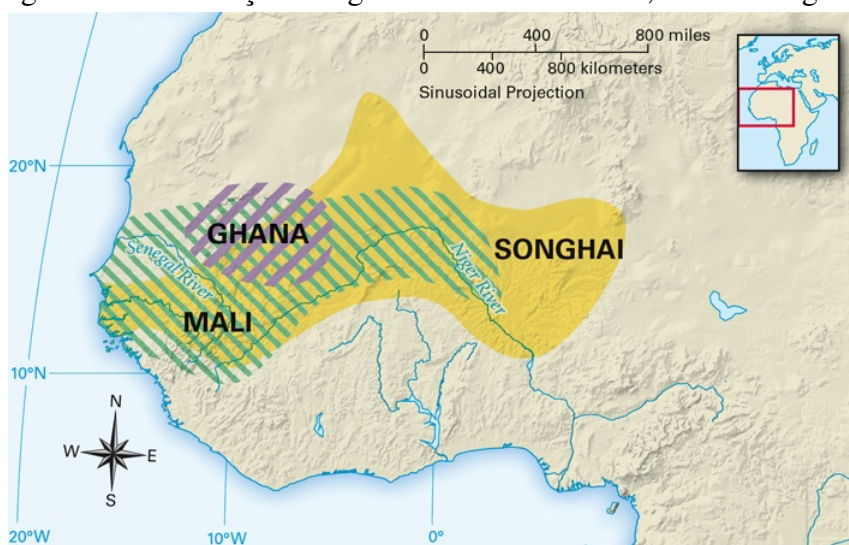 0 400 800 miles
0 400 800 kilometers
Sinusoidal Projection
20°N
GHANA
SONGHAI
Senegal River
Niger River
MALI
10°N
N
W E
S
20°W 10°W 0°